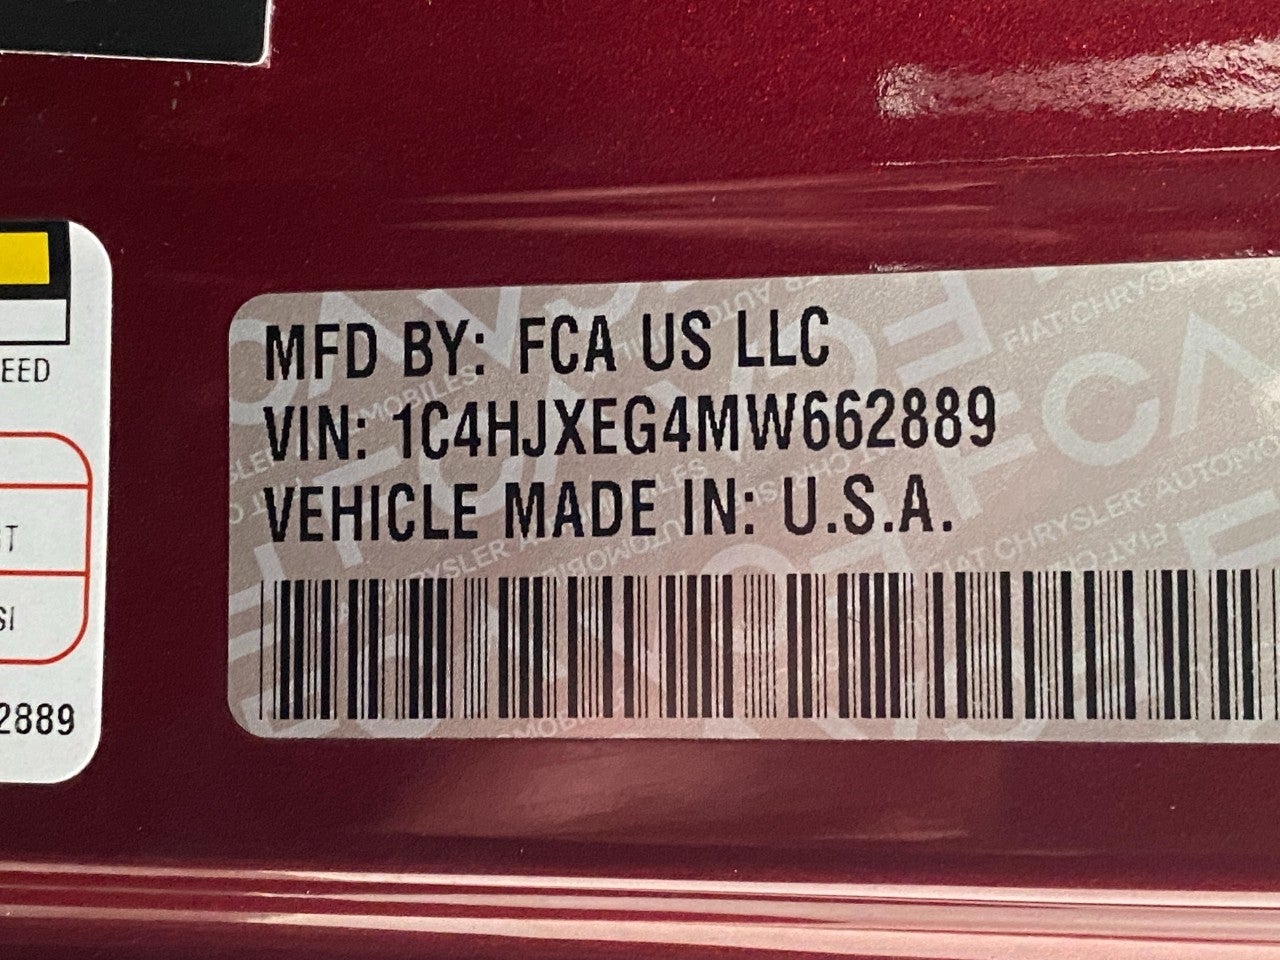 MFD BY: FCA US LLC
VIN: 1C4HJXEG4MW662889
VEHICLE MADE IN: U.S.A.
EED
SI
2889